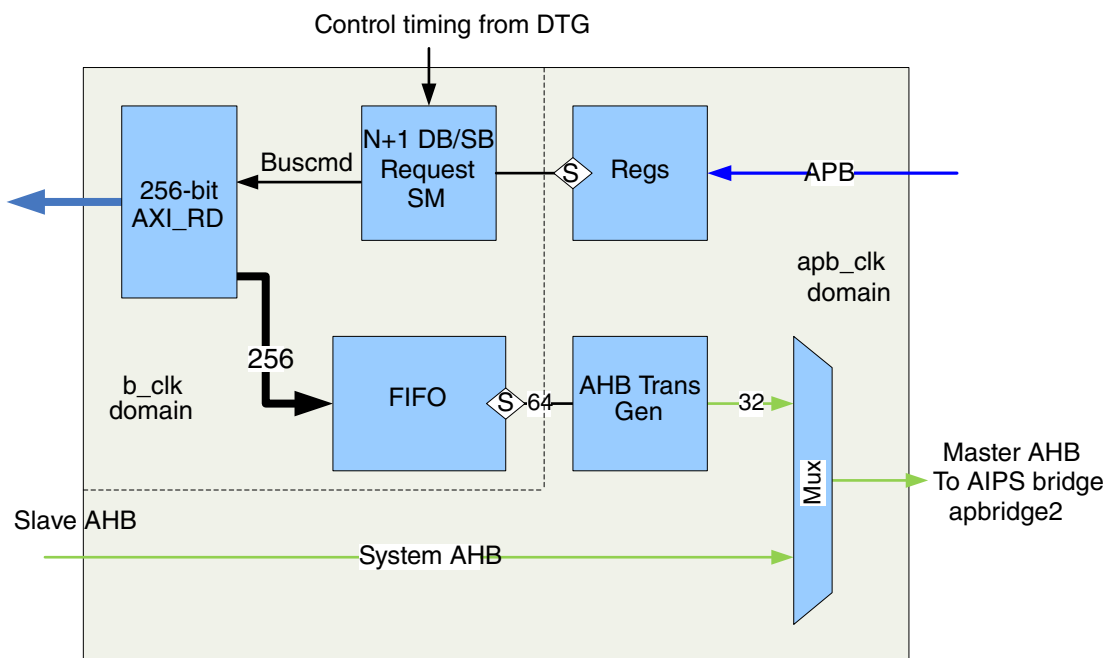 Control timing from DTG
N+1 DB/SB
Request
SM
Buscmd
256-bit
AXI_RD
S
Regs
APB
apb_clk
domain
256
b_clk
domain
FIFO
S
64
AHB Trans
Gen
32
Mux
Master AHB
To AIPS bridge
apbridge2
Slave AHB
System AHB